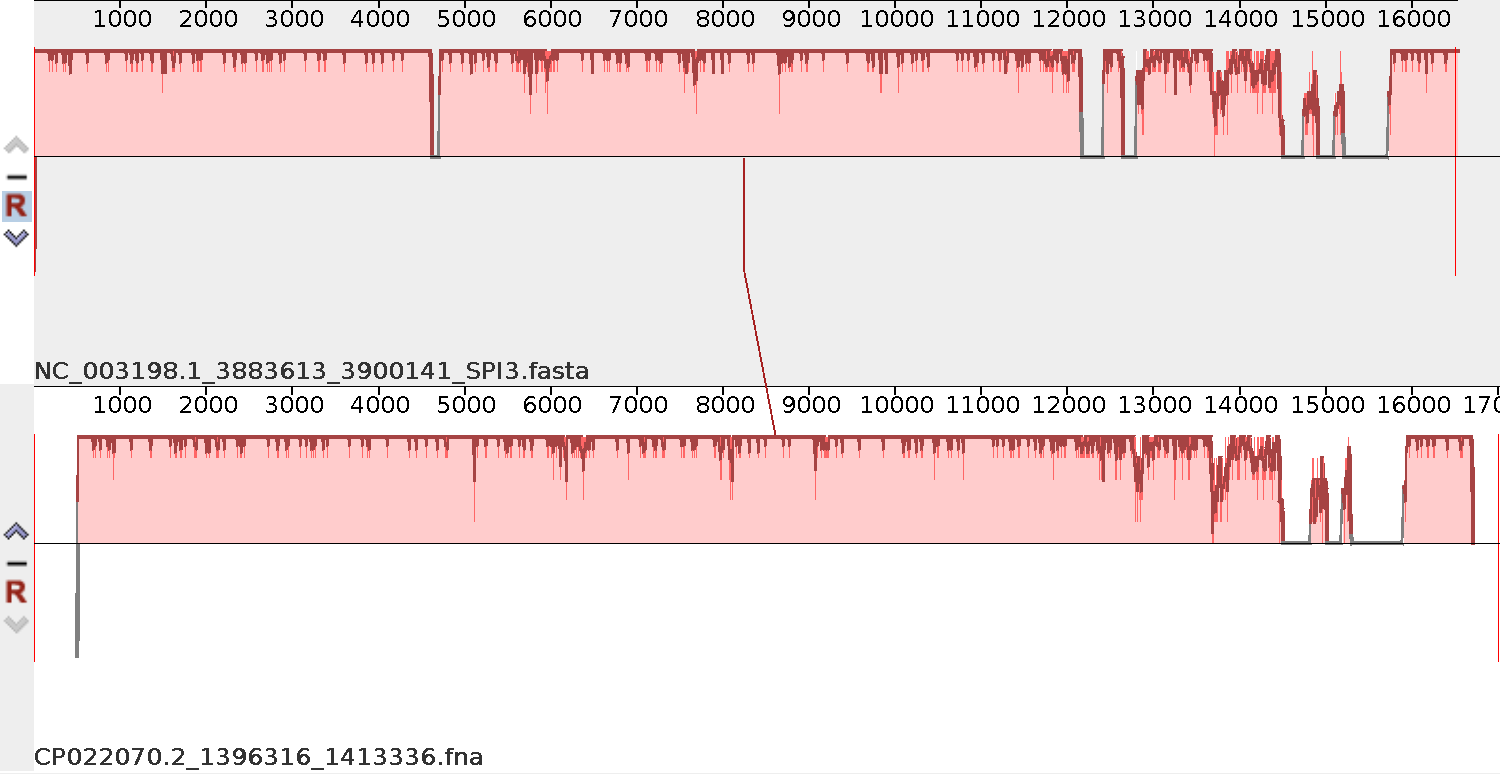 1000 2000 3000 4000 5000 6000 7000 8000 9000 10000 11000 12000 13000 14000 15000 16000
R
NC_003198.1_3883613_3900141_SPI3.fasta
1000 2000 3000 4000 5000 6000 7000 8000 9000 10000 11000 12000 13000 14000 15000 16000 170
R
CP022070.2_1396316_1413336.fna